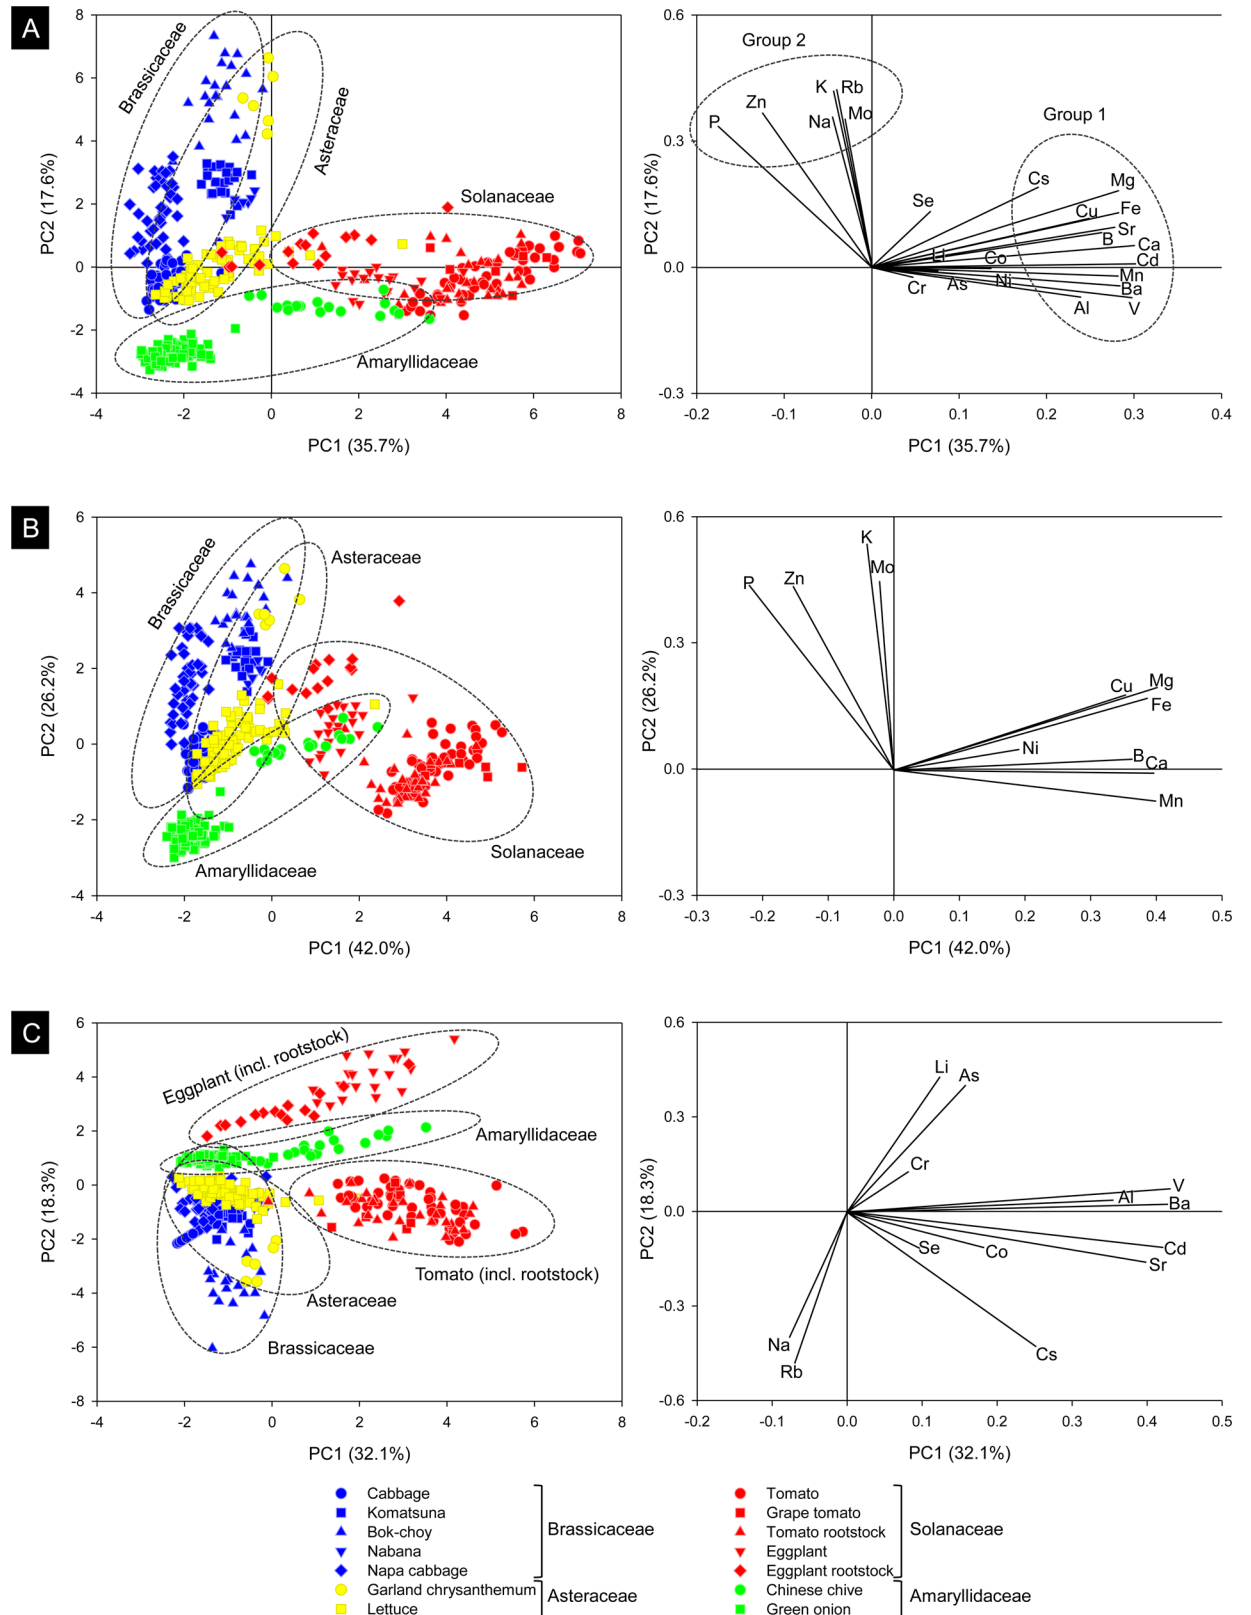 A
8
6
4
2
0
-2
-4
PC2 (17.6%)
Brassicaceae
Asteraceae
Solanaceae
Amaryllidaceae
-4 -2 0 2 4 6 8
PC1 (35.7%)
0.6
0.3
0.0
-0.3
PC2 (17.6%)
Group 2
Group 1
K Rb
Zn
Na Mo
P
Se
Cs
Mg
Cu Fe
Sr
B
Ca
Li
Co
Cd
Cr
As
Ni
Mn
Ba
Al
V
-0.2 -0.1 0.0 0.1 0.2 0.3 0.4
PC1 (35.7%)
B
6
4
2
0
-2
-4
PC2 (26.2%)
Brassicaceae
Asteraceae
Solanaceae
Amaryllidaceae
-4 -2 0 2 4 6 8
PC1 (42.0%)
0.6
0.3
0.0
-0.3
PC2 (26.2%)
K
Mo
P
Zn
Cu
Mg
Fe
Ni
B
Ca
Mn
-0.3 -0.2 -0.1 0.0 0.1 0.2 0.3 0.4 0.5
PC1 (42.0%)
C
6
4
2
0
-2
-4
-6
-8
PC2 (18.3%)
Eggplant (incl. rootstock)
Amaryllidaceae
Tomato (incl. rootstock)
Asteraceae
Brassicaceae
-4 -2 0 2 4 6 8
PC1 (32.1%)
0.6
0.3
0.0
-0.3
-0.6
PC2 (18.3%)
Li
As
Cr
V
Al
Ba
Se
Co
Cd
Sr
Cs
Na
Rb
-0.2 -0.1 0.0 0.1 0.2 0.3 0.4 0.5
PC1 (32.1%)
Cabbage
Komatsuna
Bok-choy
Nabana
Napa cabbage
Brassicaceae
Garland chrysanthemum
Lettuce
Asteraceae
Tomato
Grape tomato
Tomato rootstock
Eggplant
Eggplant rootstock
Solanaceae
Chinese chive
Green onion
Amaryllidaceae